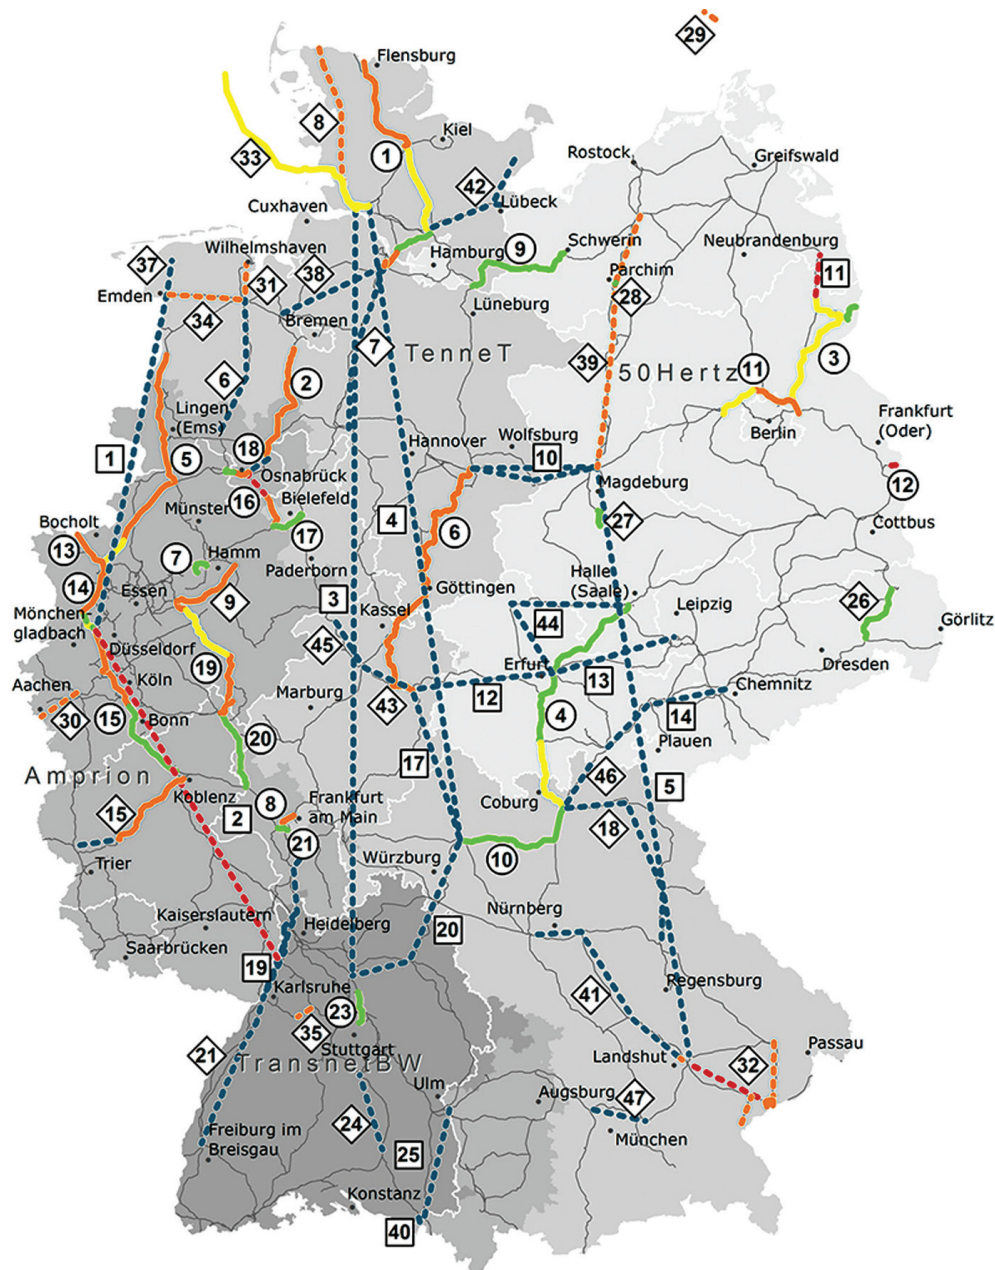 29
Flensburg
8
Kiel
1
33
42
Rostock
Greifswald
Cuxhaven
Lübeck
Wilhelmshaven
Hamburg
9
Schwerin
Neubrandenburg
37
38
31
Parchim
11
Emden
34
Bremen
Lüneburg
28
7
TenneT
39
50Hertz
11
3
6
2
Lingen
(Ems)
Hannover
Wolfsburg
Berlin
Frankfurt
(Oder)
1
5
18
Osnabrück
10
Magdeburg
12
16
Bielefeld
Münster
4
6
27
Cottbus
Bocholt
13
17
7
Hamm
Paderborn
Halle
(Saale)
14
Essen
9
Göttingen
26
Mönchen-
gladbach
3
Kassel
44
Leipzig
Görlitz
Düsseldorf
45
19
Erfurt
Dresden
Köln
Aachen
Marburg
43
12
13
Chemnitz
30
15
Bonn
20
4
14
Plauen
Amprion
17
46
5
Koblenz
8
Frankfurt
am Main
Coburg
15
2
21
18
Trier
Würzburg
10
Kaiserslautern
Heidelberg
20
Nürnberg
Saarbrücken
19
Karlsruhe
Regensburg
23
41
35
Stuttgart
Passau
21
TransnetBW
Landshut
32
Ulm
Augsburg
47
24
Freiburg im
Breisgau
25
München
Konstanz
40